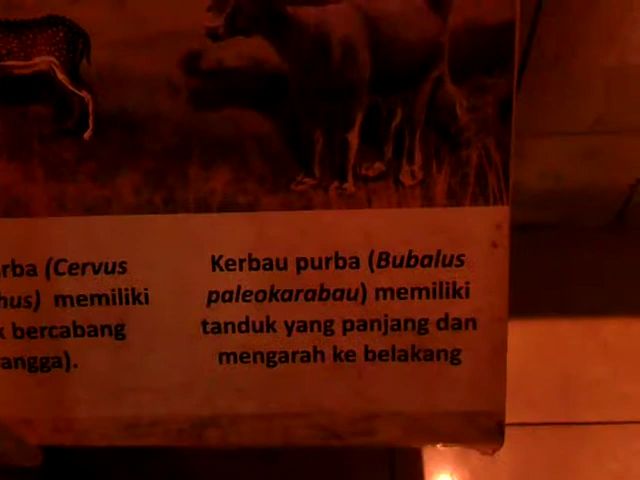 rba (Cervus
hus) memiliki
k bercabang
angga).
Kerbau purba (Bubalus
paleokarabau) memiliki
tanduk yang panjang dan
mengarah ke belakang